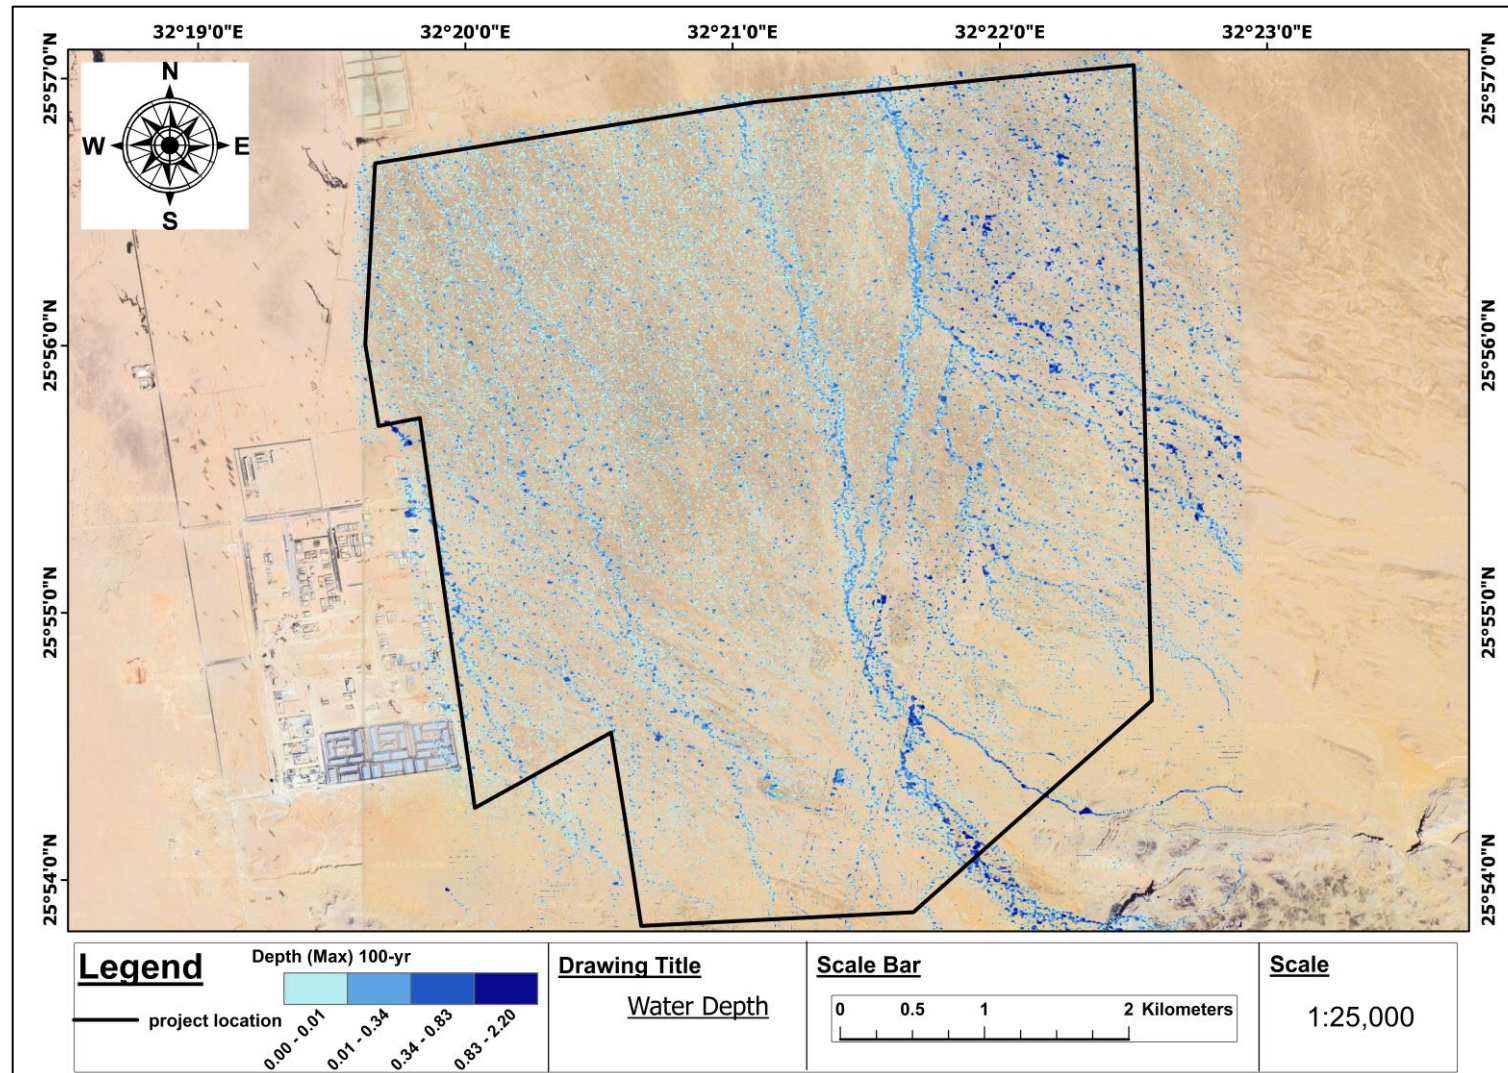 32°19'0"E 32°20'0"E 32°21'0"E 32°22'0"E 32°23'0"E
25°57'0"N
25°57'0"N
N
W E
S
25°56'0"N
25°56'0"N
25°55'0"N
25°55'0"N
25°54'0"N
25°54'0"N
Legend
Depth (Max) 100-yr
project location
0.00 - 0.01
0.01 - 0.34
0.34 - 0.83
0.83 - 2.20
Drawing Title
Water Depth
Scale Bar
0 0.5 1 2 Kilometers
Scale
1:25,000